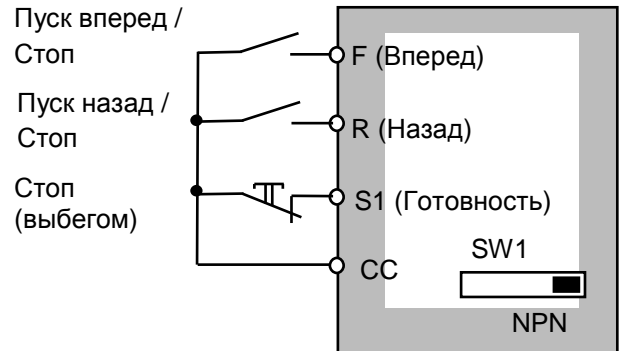 Пуск вперед /
Стоп
F (Вперед)
Пуск назад /
Стоп
R (Назад)
Стоп
(выбегом)
S1 (Готовность)
SW1
CC
NPN